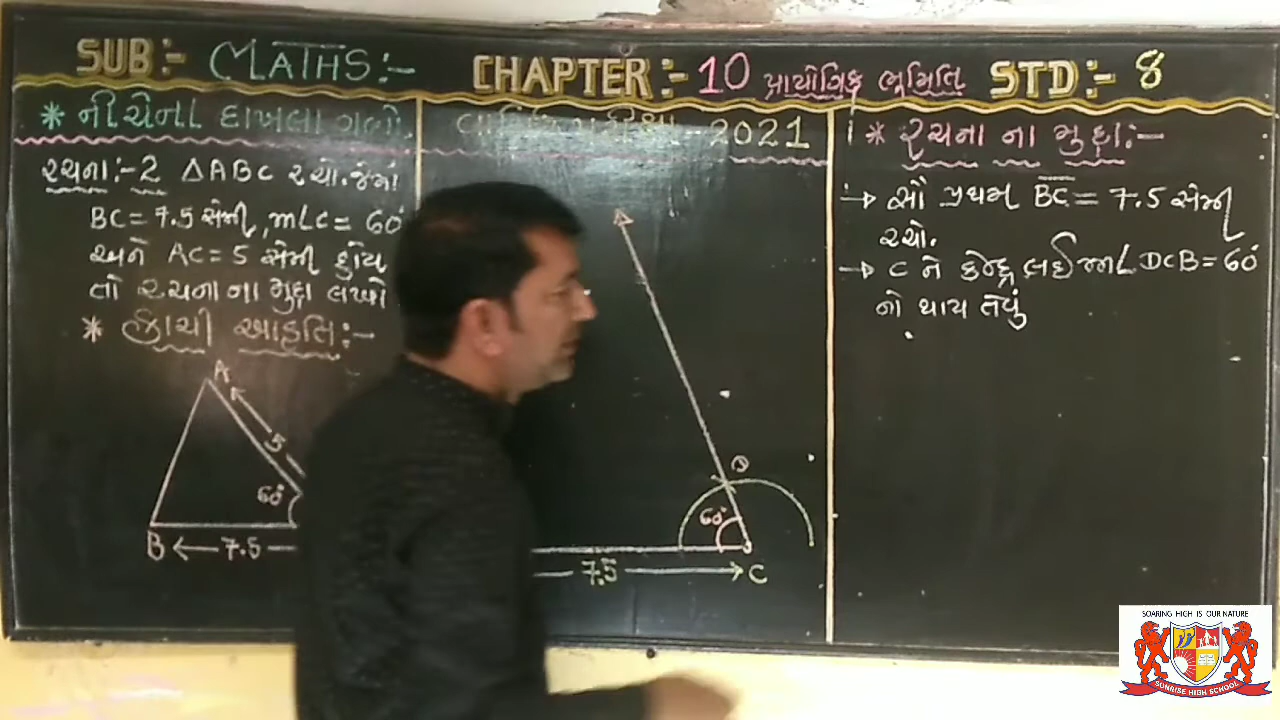 SUB:- MATHS:- CHAPTER:- 10 પ્રાયોગિક ભૂમિતિ STD:- 8
* નીચેના દાખલા ગણો.
રચના:-2 △ABC રચો. જેમાં
BC = 7.5 સેમી, m∠C = 60°
અને AC = 5 સેમી હોય
તો રચનાના મુદ્દા લખો
* કાચી આકૃતિ:-
A
5
60°
B ← 7.5 —
2021
D
60°
7.5 → C
* રચના ના મુદ્દા:-
→ સૌ પ્રથમ BC = 7.5 સેમી
રચો.
→ C ને કેન્દ્ર લઈ m∠DCB = 60°
નો થાય તેવું
SOARING HIGH IS OUR NATURE
SUNRISE HIGH SCHOOL